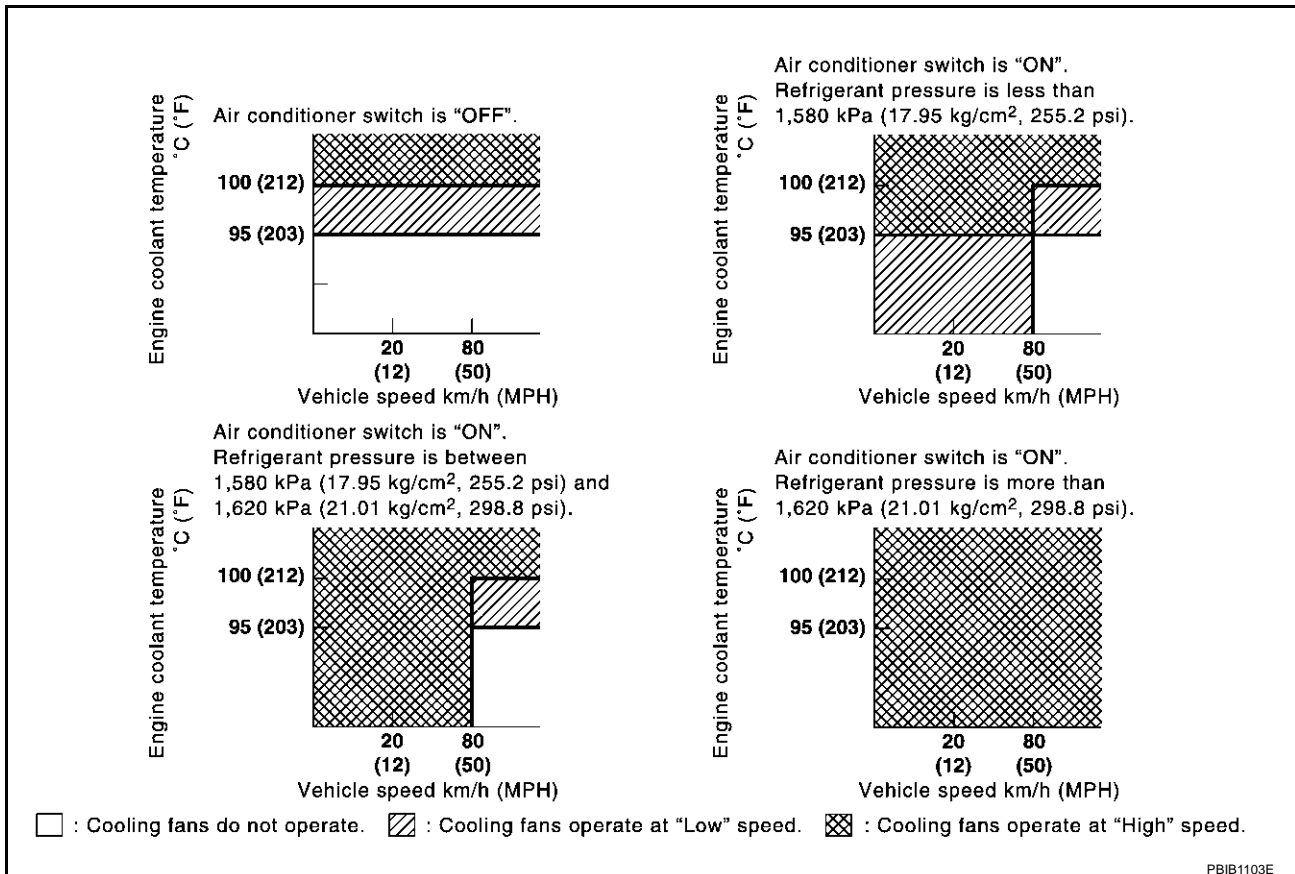 Air conditioner switch is "OFF".
Engine coolant temperature
°C (°F)
100 (212)
95 (203)
20
(12)
80
(50)
Vehicle speed km/h (MPH)
Air conditioner switch is "ON".
Refrigerant pressure is less than
1,580 kPa (17.95 kg/cm², 255.2 psi).
Engine coolant temperature
°C (°F)
100 (212)
95 (203)
20
(12)
80
(50)
Vehicle speed km/h (MPH)
Air conditioner switch is "ON".
Refrigerant pressure is between
1,580 kPa (17.95 kg/cm², 255.2 psi) and
1,620 kPa (21.01 kg/cm², 298.8 psi).
Engine coolant temperature
°C (°F)
100 (212)
95 (203)
20
(12)
80
(50)
Vehicle speed km/h (MPH)
Air conditioner switch is "ON".
Refrigerant pressure is more than
1,620 kPa (21.01 kg/cm², 298.8 psi).
Engine coolant temperature
°C (°F)
100 (212)
95 (203)
20
(12)
80
(50)
Vehicle speed km/h (MPH)
: Cooling fans do not operate.
: Cooling fans operate at "Low" speed.
: Cooling fans operate at "High" speed.
PBIB1103E